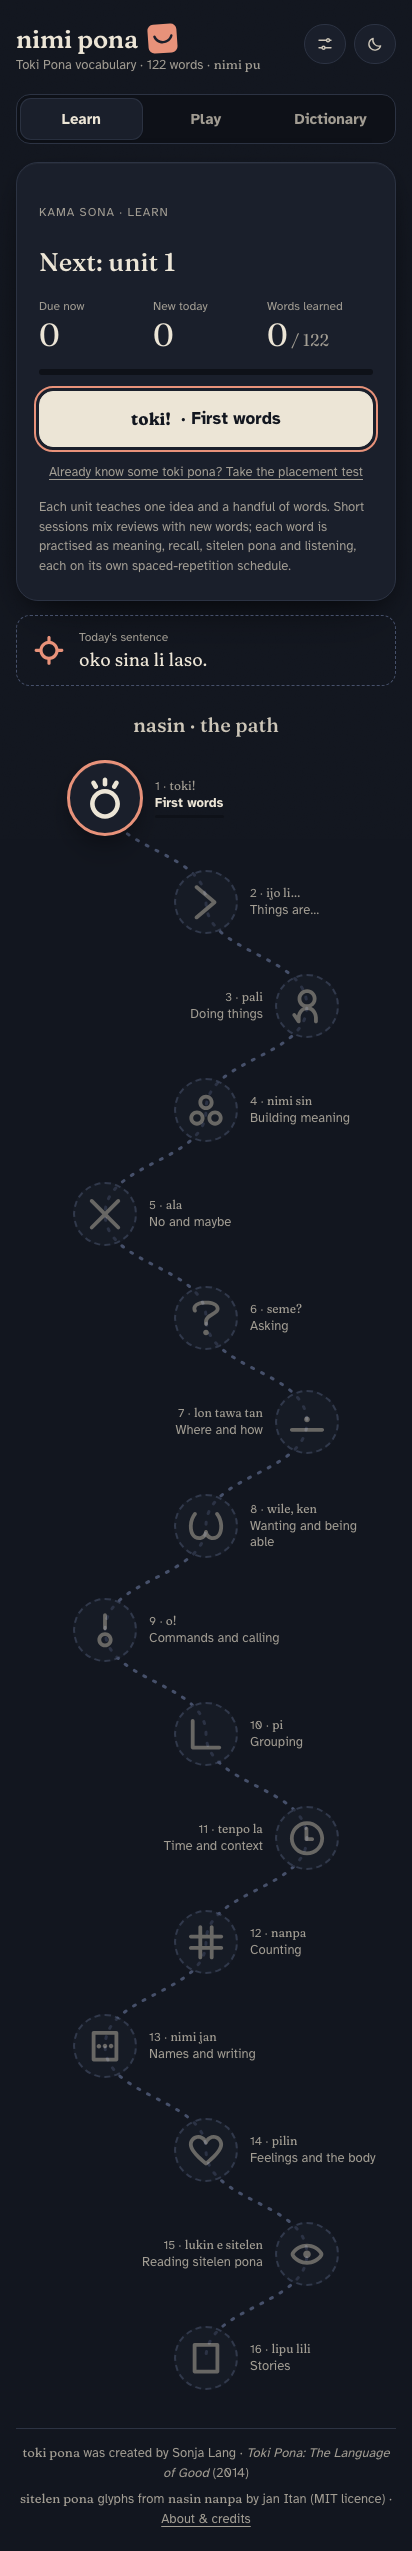 nimi pona
Toki Pona vocabulary · 122 words · nimi pu
Learn
Play
Dictionary
KAMA SONA · LEARN
Next: unit 1
Due now
0
New today
0
Words learned
0 / 122
toki! · First words
Already know some toki pona? Take the placement test
Each unit teaches one idea and a handful of words. Short
sessions mix reviews with new words; each word is
practised as meaning, recall, sitelen pona and listening,
each on its own spaced-repetition schedule.
Today's sentence
oko sina li laso.
nasin · the path
1 · toki!
First words
2 · ijo li...
Things are...
3 · pali
Doing things
4 · nimi sin
Building meaning
5 · ala
No and maybe
6 · seme?
Asking
7 · lon tawa tan
Where and how
8 · wile, ken
Wanting and being
able
9 · o!
Commands and calling
10 · pi
Grouping
11 · tenpo la
Time and context
12 · nanpa
Counting
13 · nimi jan
Names and writing
14 · pilin
Feelings and the body
15 · lukin e sitelen
Reading sitelen pona
16 · lipu lili
Stories
toki pona was created by Sonja Lang · Toki Pona: The Language
of Good (2014)
sitelen pona glyphs from nasin nanpa by jan Itan (MIT licence) ·
About & credits